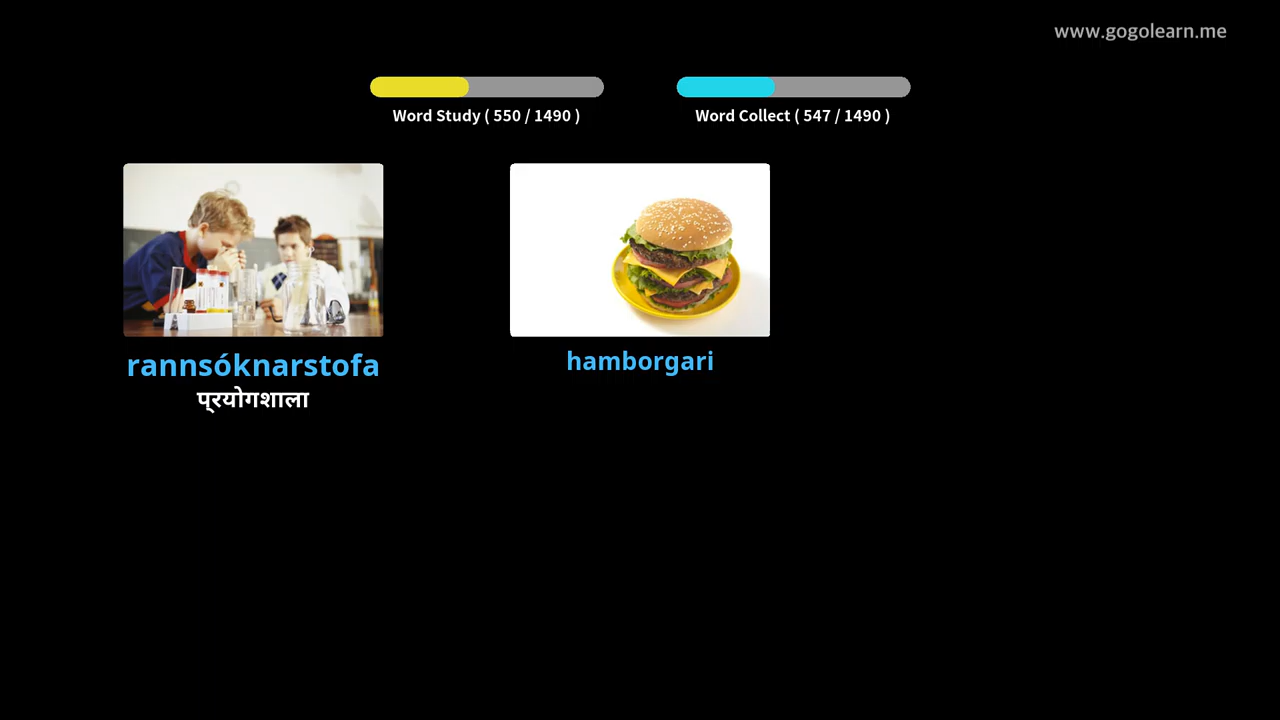 www.gogolearn.me
Word Study ( 550 / 1490 )
Word Collect ( 547 / 1490 )
rannsóknarstofa
प्रयोगशाला
hamborgari